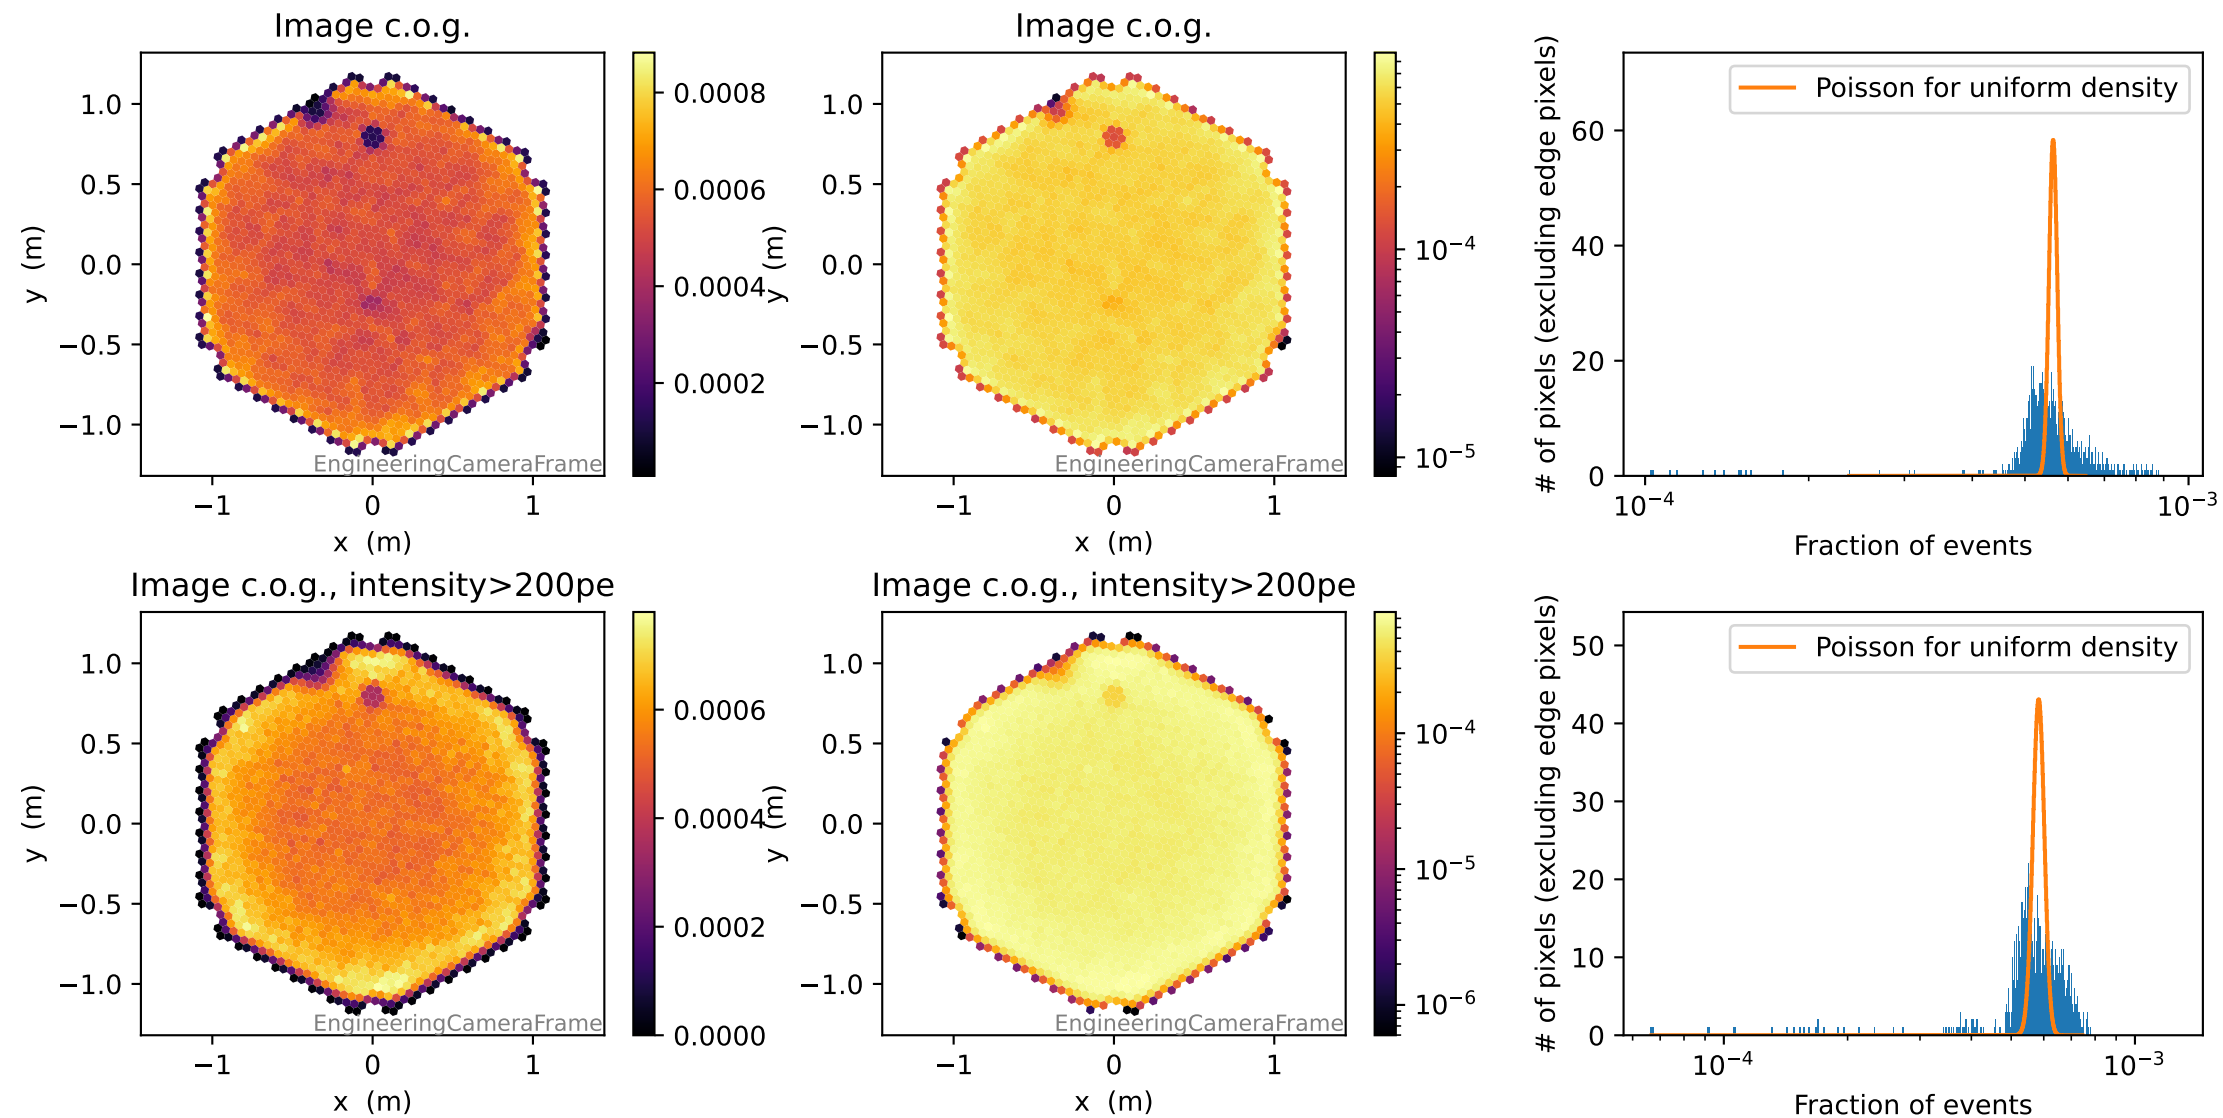 Image c.o.g.
y (m)
1.0
0.5
0.0
−0.5
−1.0
−1
0
1
x (m)
EngineeringCameraFrame
0.0008
0.0006
0.0004
0.0002
Image c.o.g.
y (m)
1.0
0.5
0.0
−0.5
−1.0
−1
0
1
x (m)
EngineeringCameraFrame
10−4
10−5
# of pixels (excluding edge pixels)
60
40
20
0
Poisson for uniform density
10−4
10−3
Fraction of events
Image c.o.g., intensity>200pe
y (m)
1.0
0.5
0.0
−0.5
−1.0
−1
0
1
x (m)
EngineeringCameraFrame
0.0006
0.0004
0.0002
0.0000
Image c.o.g., intensity>200pe
y (m)
1.0
0.5
0.0
−0.5
−1.0
−1
0
1
x (m)
EngineeringCameraFrame
10−4
10−5
10−6
# of pixels (excluding edge pixels)
50
40
30
20
10
0
Poisson for uniform density
10−4
10−3
Fraction of events